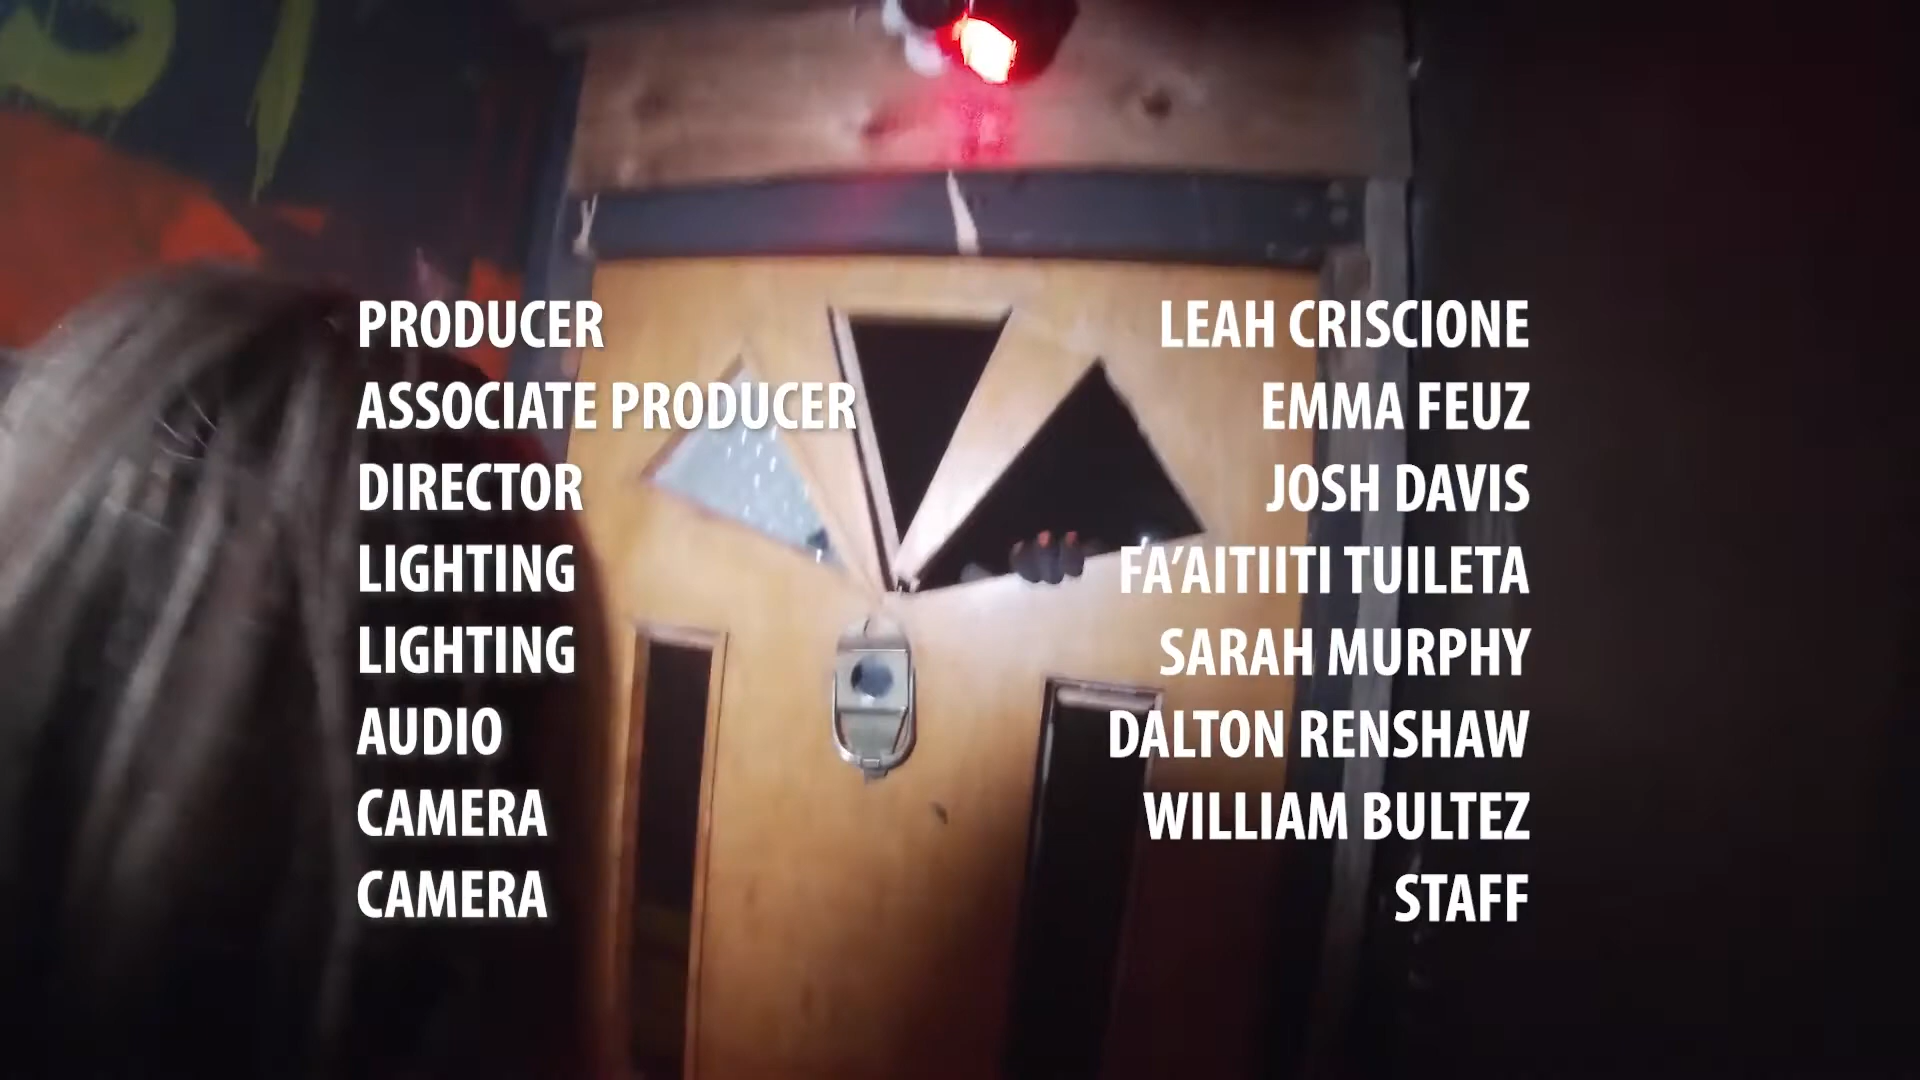 PRODUCER LEAH CRISCIONE
ASSOCIATE PRODUCER EMMA FEUZ
DIRECTOR JOSH DAVIS
LIGHTING FA'AITIITI TUILETA
LIGHTING SARAH MURPHY
AUDIO DALTON RENSHAW
CAMERA WILLIAM BULTEZ
CAMERA STAFF